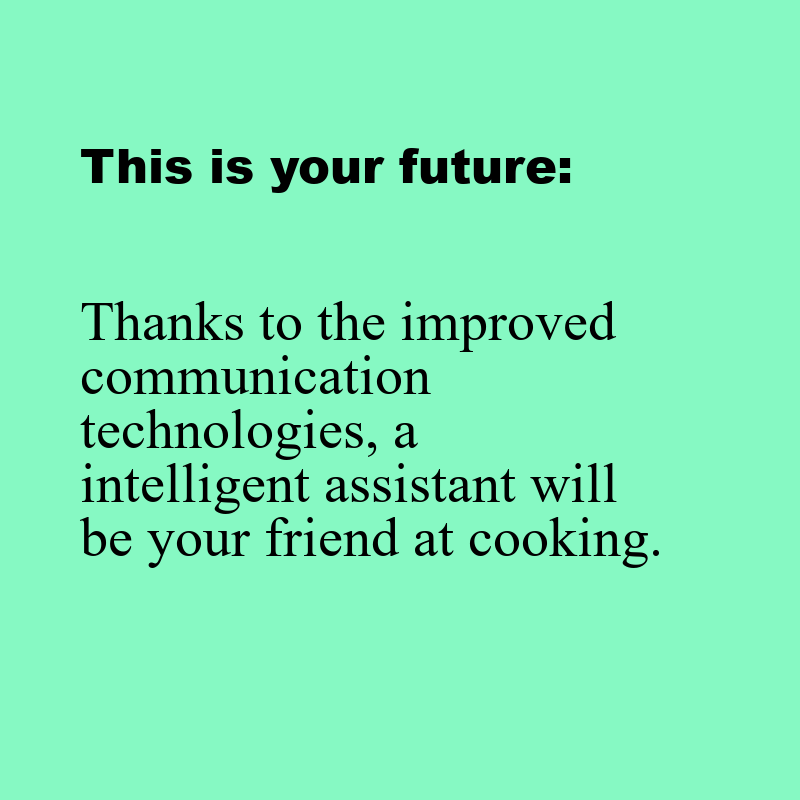 This is your future:
Thanks to the improved
communication
technologies, a
intelligent assistant will
be your friend at cooking.